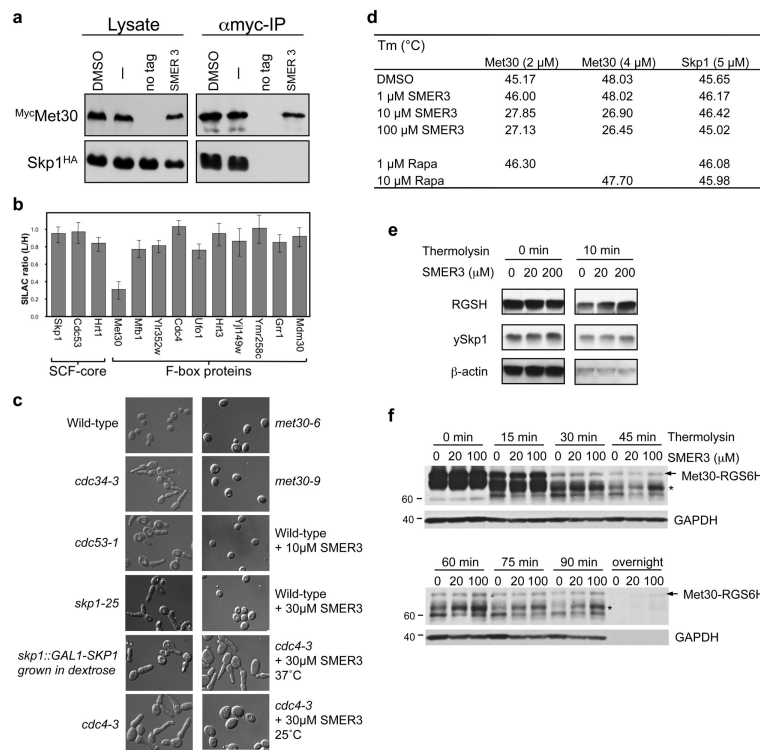 a
Lysate
αmyc-IP
DMSO
–
no tag
SMER 3
DMSO
–
no tag
SMER 3
MycMet30
Skp1HA
b
SILAC ratio (L/H)
1.0
0.8
0.6
0.4
0.2
0.0
Skp1
Cdc53
Hrt1
Met30
Mfb1
Ylr352w
Cdc4
Ufo1
Hrt3
Yjl149w
Ymr258c
Grr1
Mdm30
SCF-core
F-box proteins
c
Wild-type
met30-6
cdc34-3
met30-9
cdc53-1
Wild-type
+ 10µM SMER3
skp1-25
Wild-type
+ 30µM SMER3
skp1::GAL1-SKP1
grown in dextrose
cdc4-3
+ 30µM SMER3
37˚C
cdc4-3
cdc4-3
+ 30µM SMER3
25˚C
d
Tm (°C)
Met30 (2 µM) Met30 (4 µM) Skp1 (5 µM)
DMSO 45.17 48.03 45.65
1 µM SMER3 46.00 48.02 46.17
10 µM SMER3 27.85 26.90 46.42
100 µM SMER3 27.13 26.45 45.02
1 µM Rapa 46.30 46.08
10 µM Rapa 47.70 45.98
e
Thermolysin 0 min 10 min
SMER3 (µM) 0 20 200 0 20 200
RGSH
ySkp1
β-actin
f
0 min 15 min 30 min 45 min Thermolysin
0 20 100 0 20 100 0 20 100 0 20 100 SMER3 (µM)
Met30-RGS6H
*
60
40
GAPDH
60 min 75 min 90 min overnight
0 20 100 0 20 100 0 20 100 0 20 100
Met30-RGS6H
*
60
40
GAPDH